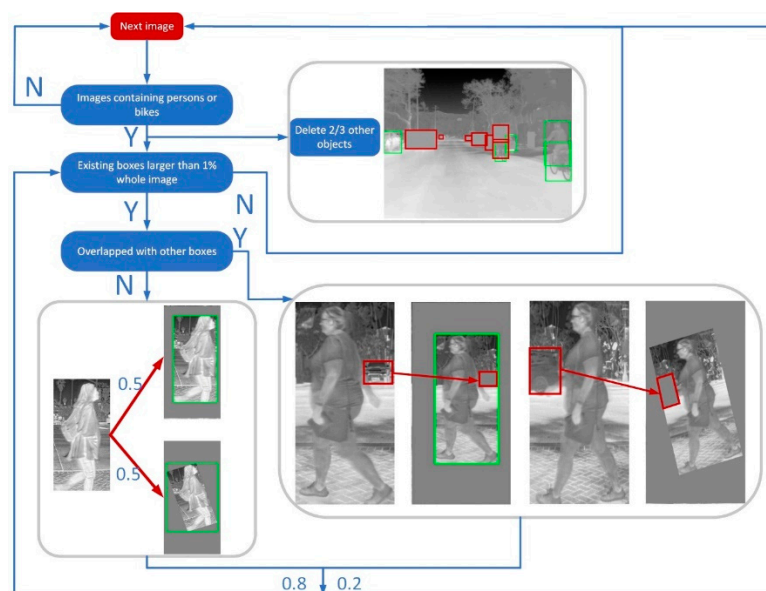 Next image
N
Images containing persons or
bikes
Y
Delete 2/3 other
objects
Existing boxes larger than 1%
whole image
Y
N
Overlapped with other boxes
Y
N
0.5
0.5
0.8
0.2